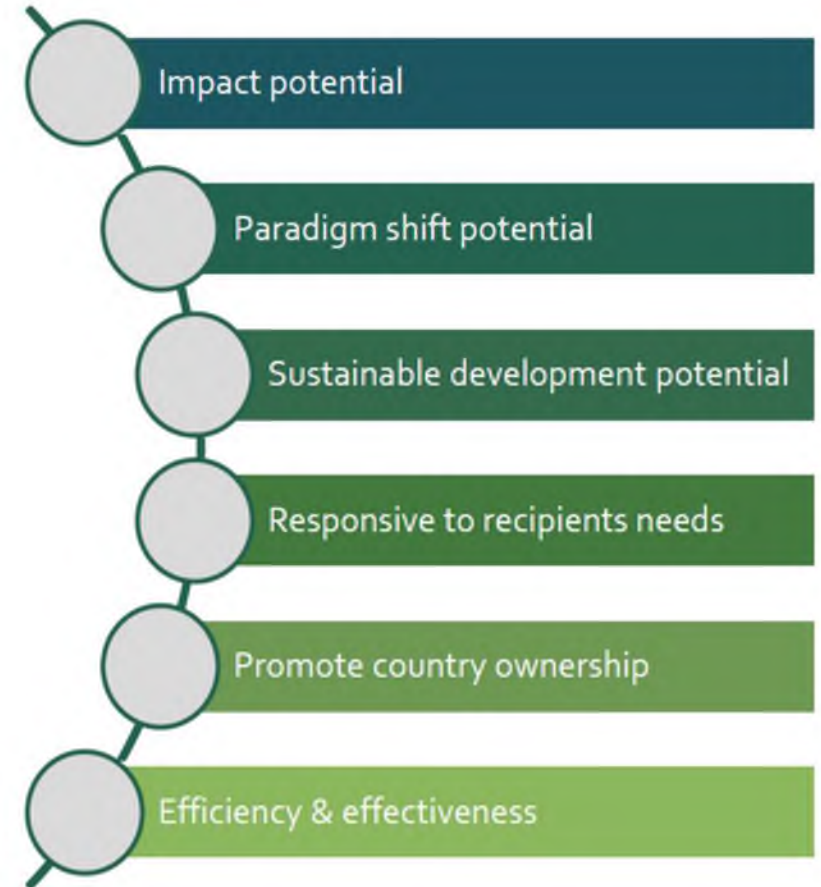 Impact potential
Paradigm shift potential
Sustainable development potential
Responsive to recipients needs
Promote country ownership
Efficiency & effectiveness